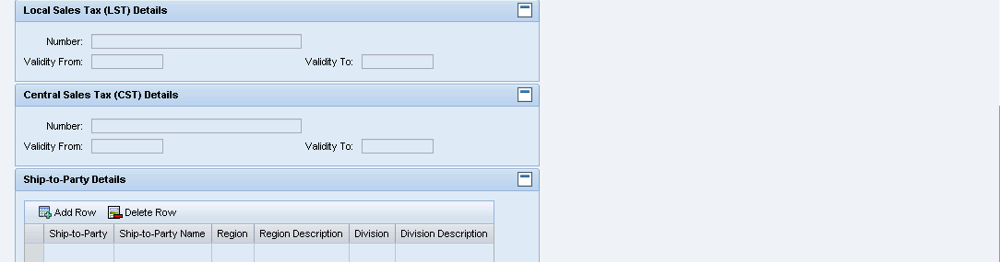 Local Sales Tax (LST) Details
Number:
Validity From: Validity To:
Central Sales Tax (CST) Details
Number:
Validity From: Validity To:
Ship-to-Party Details
Add Row Delete Row
Ship-to-Party Ship-to-Party Name Region Region Description Division Division Description